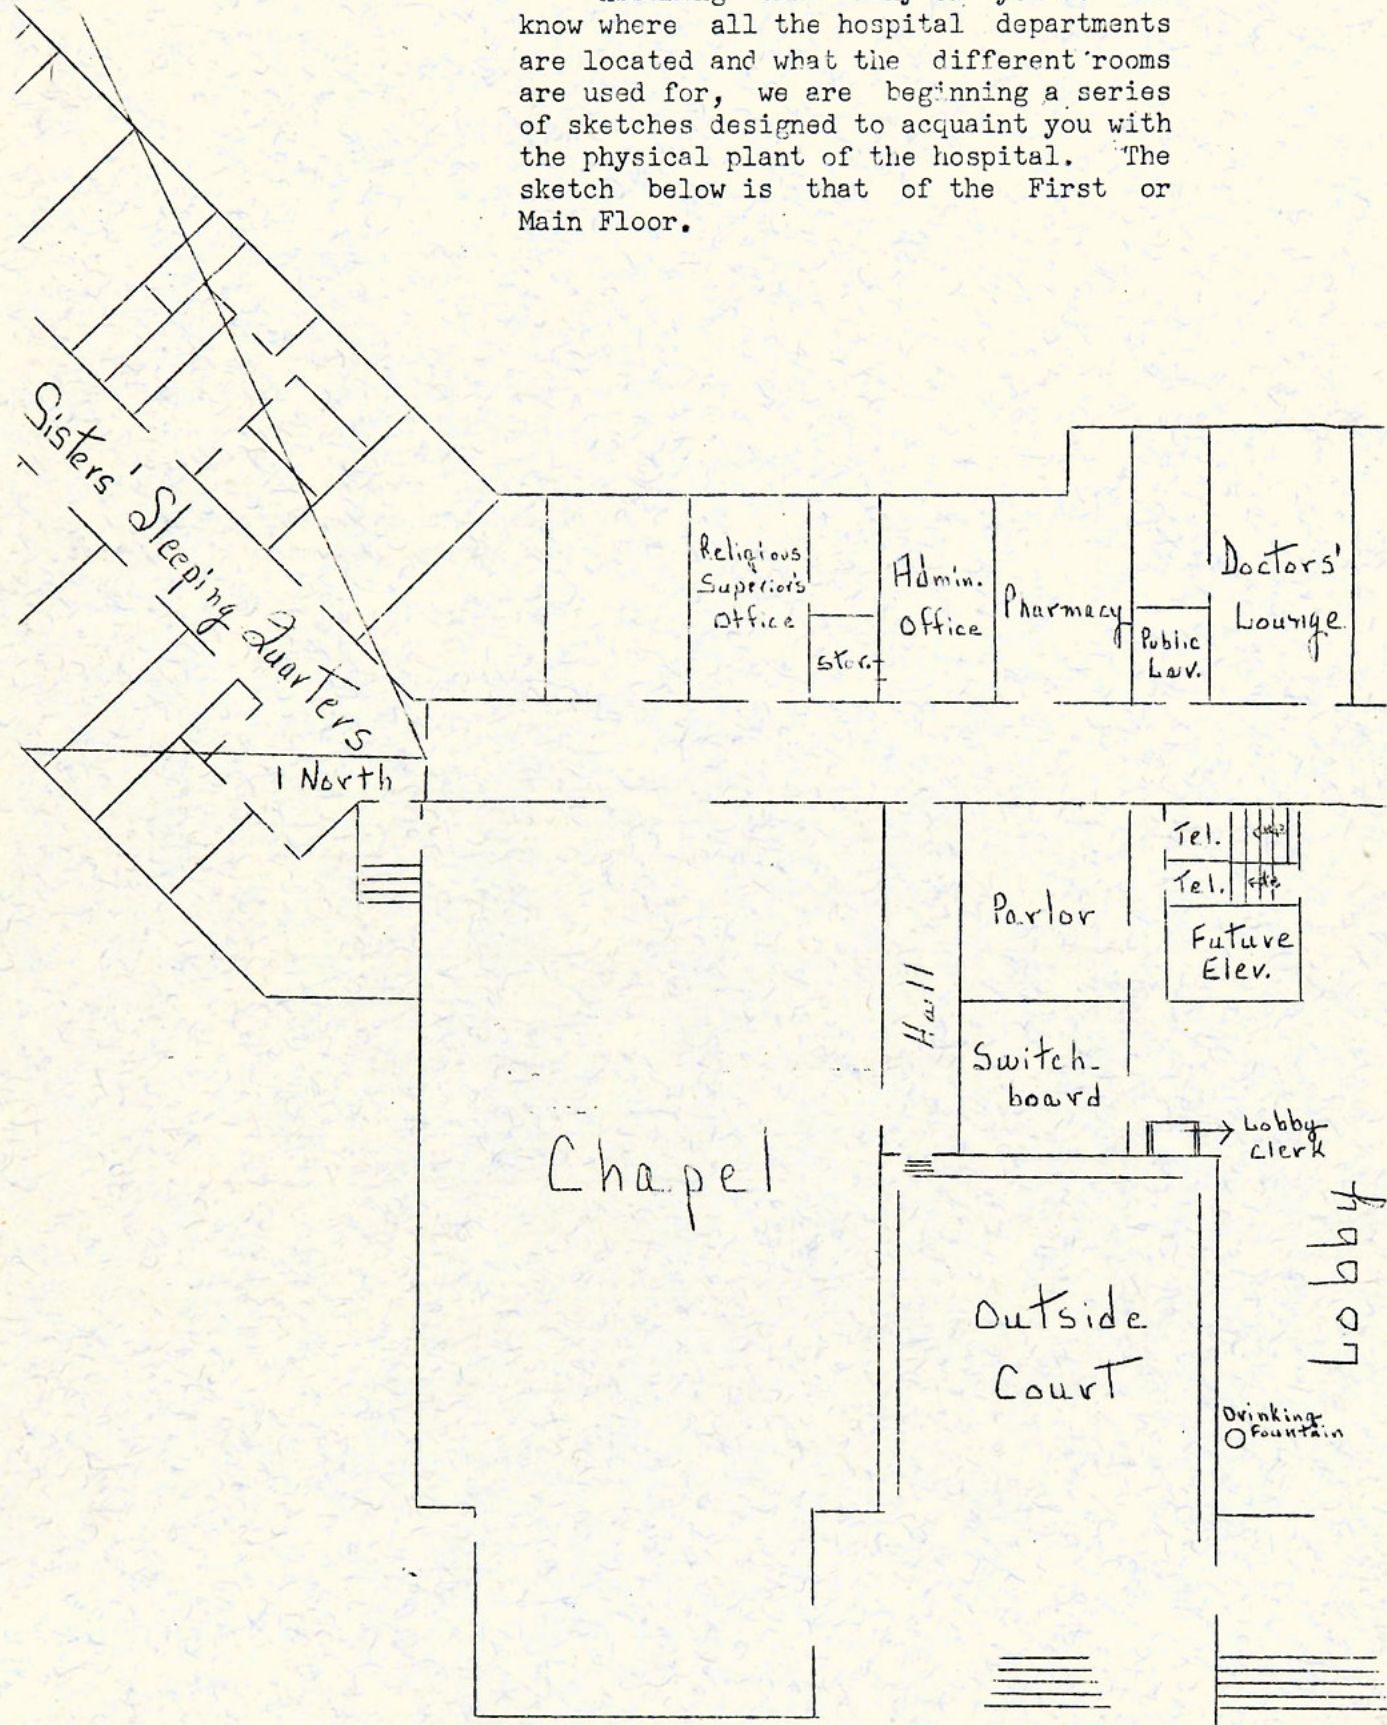 know where all the hospital departments
are located and what the different rooms
are used for, we are beginning a series
of sketches designed to acquaint you with
the physical plant of the hospital. The
sketch below is that of the First or
Main Floor.
Sisters' Sleeping Quarters
1 North
Religious
Superior's
Office
Stor.
Admin.
Office
Pharmacy
Public
Lav.
Doctors'
Lounge
Tel.
Tel.
Future
Elev.
Parlor
Hall
Switch-
board
Lobby
Clerk
Chapel
Lobby
Outside
Court
Drinking
Fountain